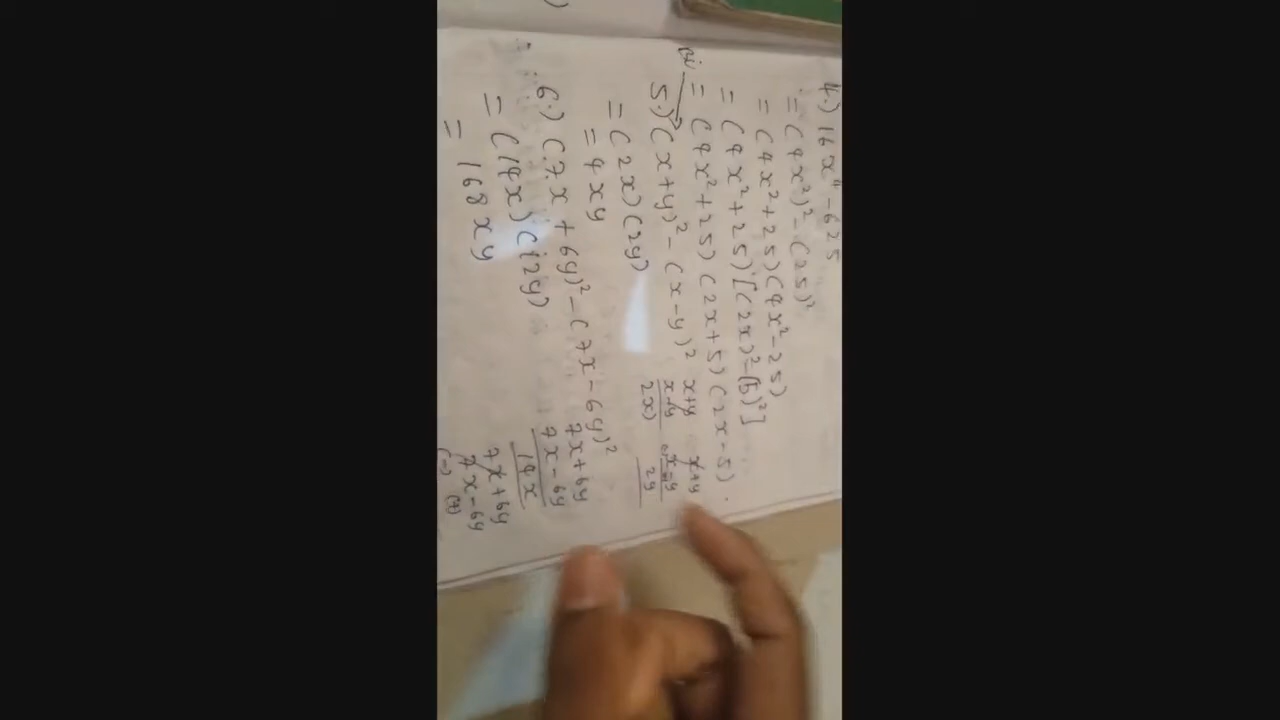 4.) 16x⁴ - 625
= (4x²)² - (25)²
= (4x² + 25) (4x² - 25)
= (4x² + 25) [(2x)² - (5)²]
= (4x² + 25) (2x + 5) (2x - 5).
5.) (x + y)² - (x - y)²
x+y x+y
x-y x-y
2x) 2y
= (2x) (2y)
= 4xy
6.) (7x + 6y)² - (7x - 6y)²
7x + 6y
7x - 6y
14x
= (14x) (12y)
7x + 6y
7x - 6y
(-) (+)
= 168xy